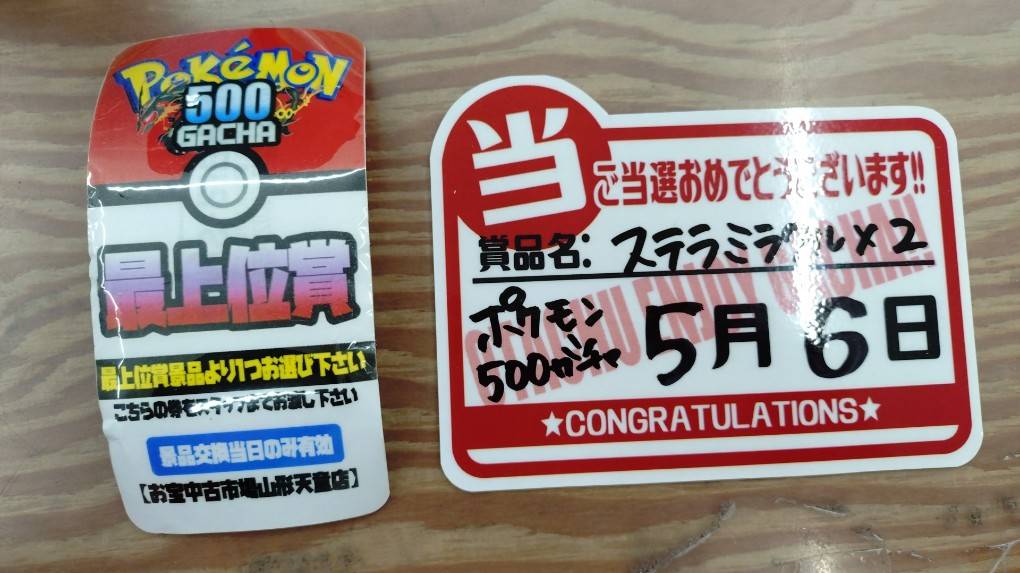 POKéMON
500
GACHA
最上位賞
最上位賞景品より1つお選び下さい
こちらの券をスタッフまでお渡し下さい
景品交換当日のみ有効
【お宝中古市場山形天童店】
当
ご当選おめでとうございます!!
賞品名: ステラミラクルx2
ポケモン
500ガチャ
5月6日
★CONGRATULATIONS★